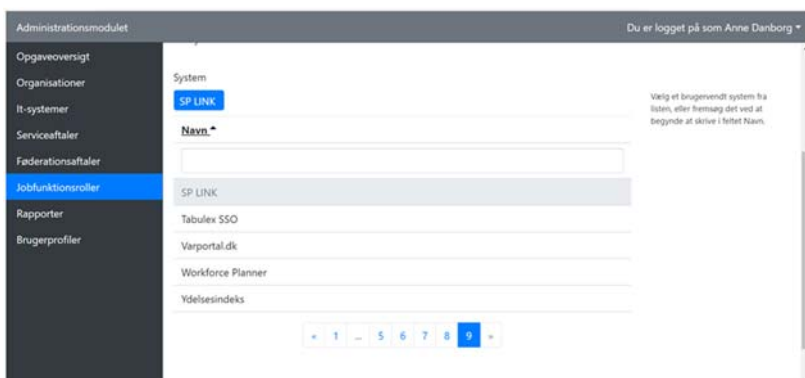 Administrationsmodulet
Du er logget på som Anne Danborg
Opgaveoversigt
Organisationer
It-systemer
Serviceaftaler
Føderationsaftaler
Jobfunktionsroller
Rapporter
Brugerprofiler
System
SP LINK
Navn
SP LINK
Tabulex SSO
Varportal.dk
Workforce Planner
Ydelsesindeks
« 1 ... 5 6 7 8 9 »
Vælg et brugervendt system fra
listen, eller fremsøg det ved at
begynde at skrive i feltet Navn.